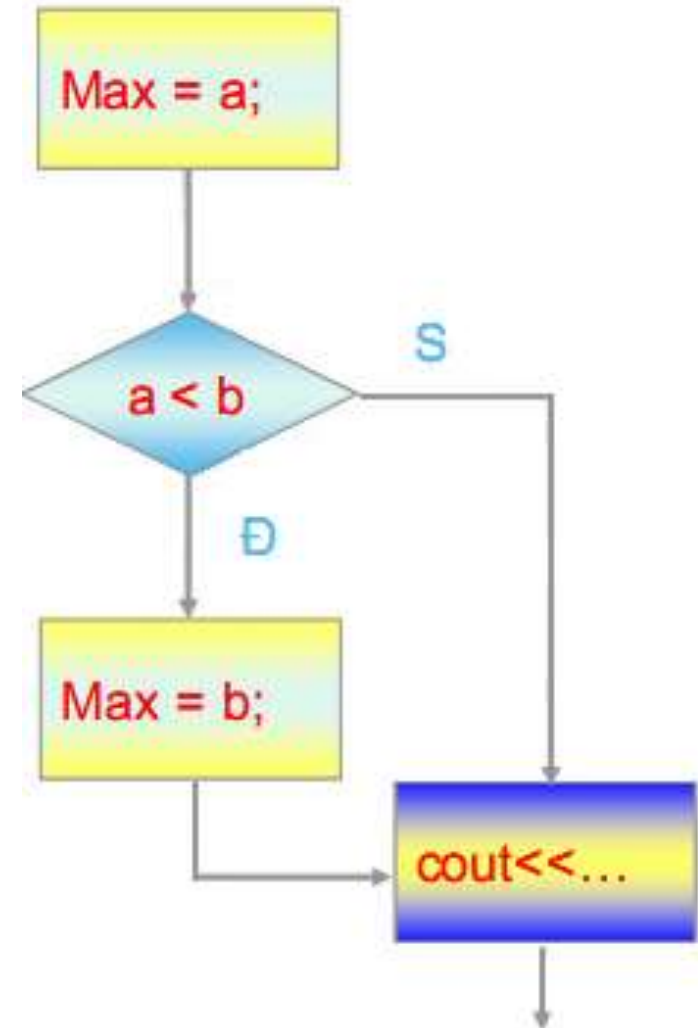 Max = a;
a < b
S
Đ
Max = b;
cout<<...